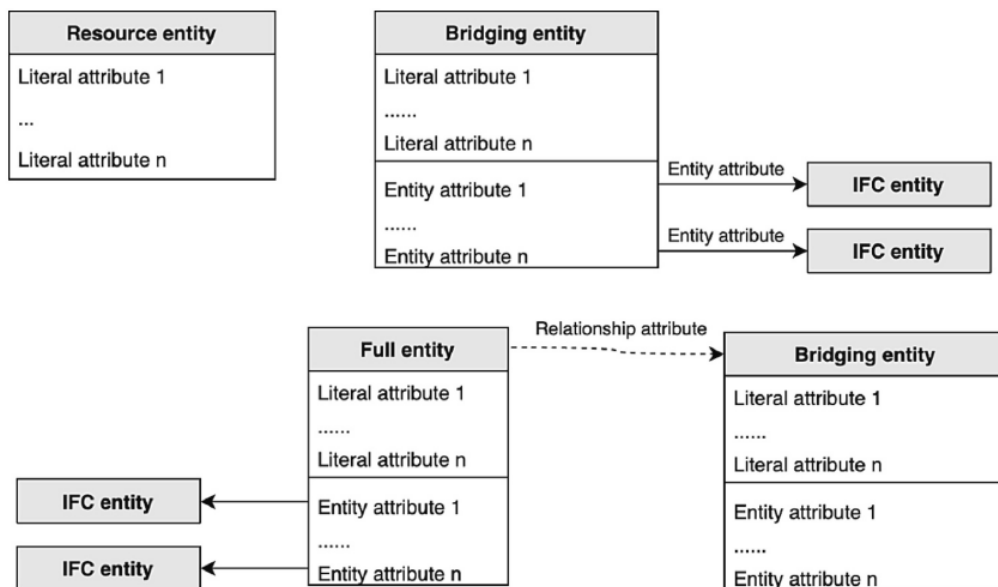 Resource entity
Literal attribute 1
...
Literal attribute n
Bridging entity
Literal attribute 1
......
Literal attribute n
Entity attribute 1
......
Entity attribute n
Entity attribute
IFC entity
Entity attribute
IFC entity
Full entity
Literal attribute 1
......
Literal attribute n
Entity attribute 1
......
Entity attribute n
IFC entity
IFC entity
Relationship attribute
Bridging entity
Literal attribute 1
......
Literal attribute n
Entity attribute 1
......
Entity attribute n